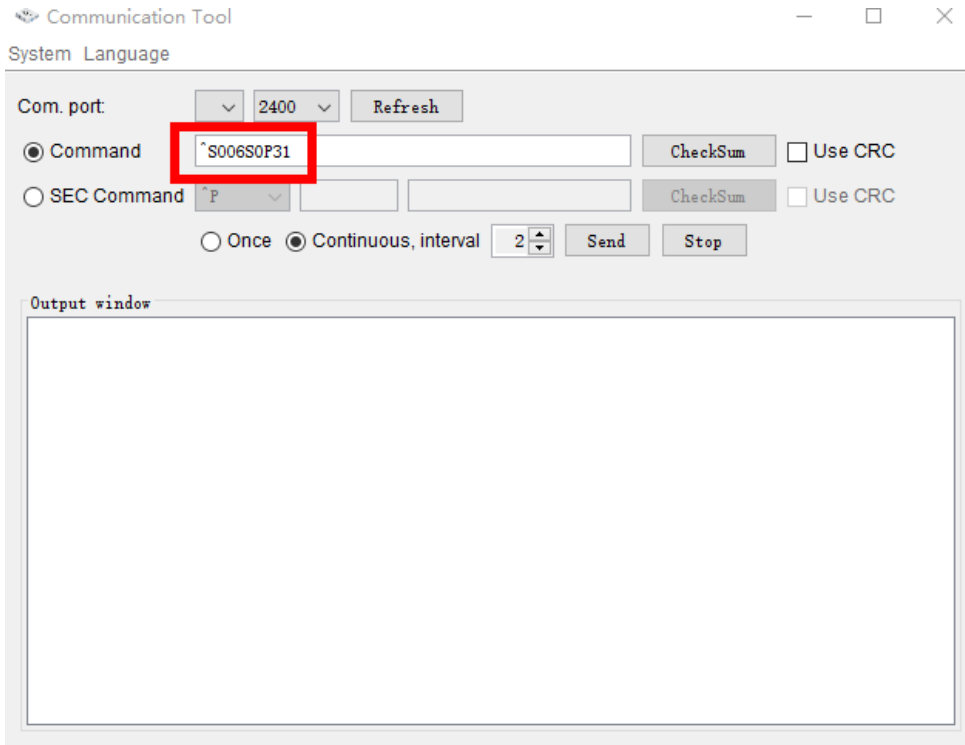 Communication Tool
System Language
Com. port: 2400 Refresh
Command ^S006S0P31 CheckSum Use CRC
SEC Command ^P CheckSum Use CRC
Once Continuous, interval 2 Send Stop
Output window